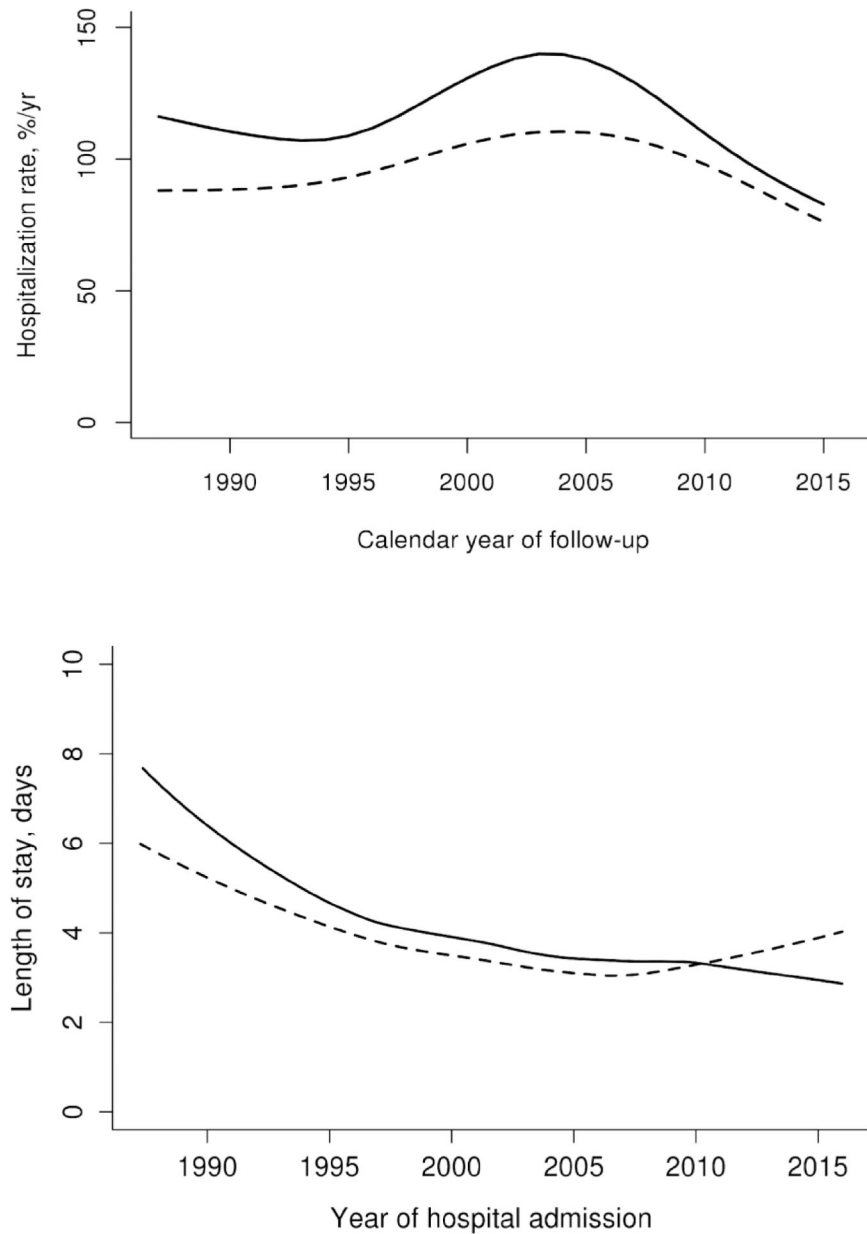 150
100
50
0
Hospitalization rate, %/yr
1990 1995 2000 2005 2010 2015
Calendar year of follow-up
10
8
6
4
2
0
Length of stay, days
1990 1995 2000 2005 2010 2015
Year of hospital admission